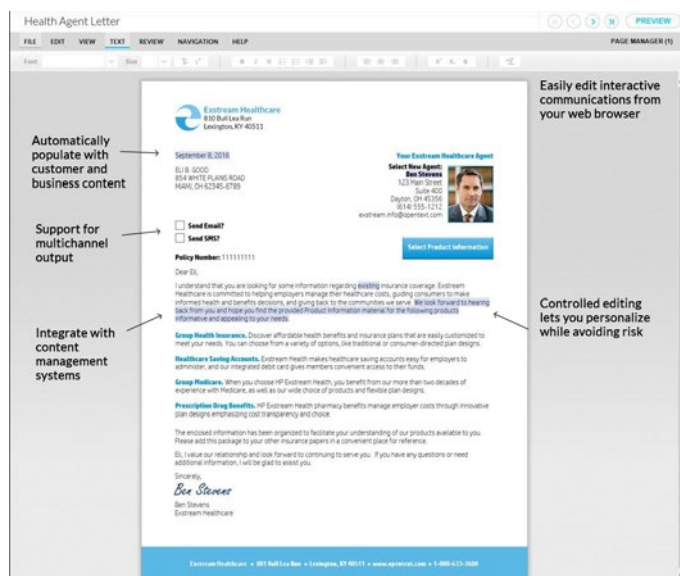 Health Agent Letter
PREVIEW
FILE EDIT VIEW TEXT REVIEW NAVIGATION HELP
PAGE MANAGER (1)
Font Size
Easily edit interactive
communications from
your web browser
Exstream Healthcare
810 Bull Lea Run
Lexington, KY 40511
Automatically
populate with
customer and
business content
September 8, 2016
ELI B. GOOD
854 WHITE PLAINS ROAD
MIAMI, OH 62345-6789
Your Exstream Healthcare Agent
Select New Agent:
Ben Stevens
123 Main Street
Suite 400
Dayton, OH 45356
(614) 555-1212
exstream.info@opentext.com
Support for
multichannel
output
Send Email?
Send SMS?
Select Product Information
Policy Number: 111111111
Dear Eli,
I understand that you are looking for some information regarding existing insurance coverage. Exstream
Healthcare is committed to helping employers manage their healthcare costs, guiding consumers to make
informed health and benefits decisions, and giving back to the communities we serve. We look forward to hearing
back from you and hope you find the provided Product Information material for the following products
informative and appealing to your needs.
Controlled editing
lets you personalize
while avoiding risk
Integrate with
content
management
systems
Group Health Insurance. Discover affordable health benefits and insurance plans that are easily customized to
meet your needs. You can choose from a variety of options, like traditional or consumer-directed plan designs.
Healthcare Saving Accounts. Exstream Health makes healthcare saving accounts easy for employers to
administer, and our integrated debit card gives members convenient access to their funds.
Group Medicare. When you choose HP Exstream Health, you benefit from our more than two decades of
experience with Medicare, as well as our wide choice of products and flexible plan designs.
Prescription Drug Benefits. HP Exstream Health pharmacy benefits manage employer costs through innovative
plan designs emphasizing cost transparency and choice.
The enclosed information has been organized to facilitate your understanding of our products available to you.
Please add this package to your other insurance papers in a convenient place for reference.
Eli, I value our relationship and look forward to continuing to serve you. If you have any questions or need
additional information, I will be glad to assist you.
Sincerely,
Ben Stevens
Ben Stevens
Exstream Healthcare
Exstream Healthcare • 801 Bull Lea Run • Lexington, KY 40511 • www.opentext.com • 1-800-633-3600